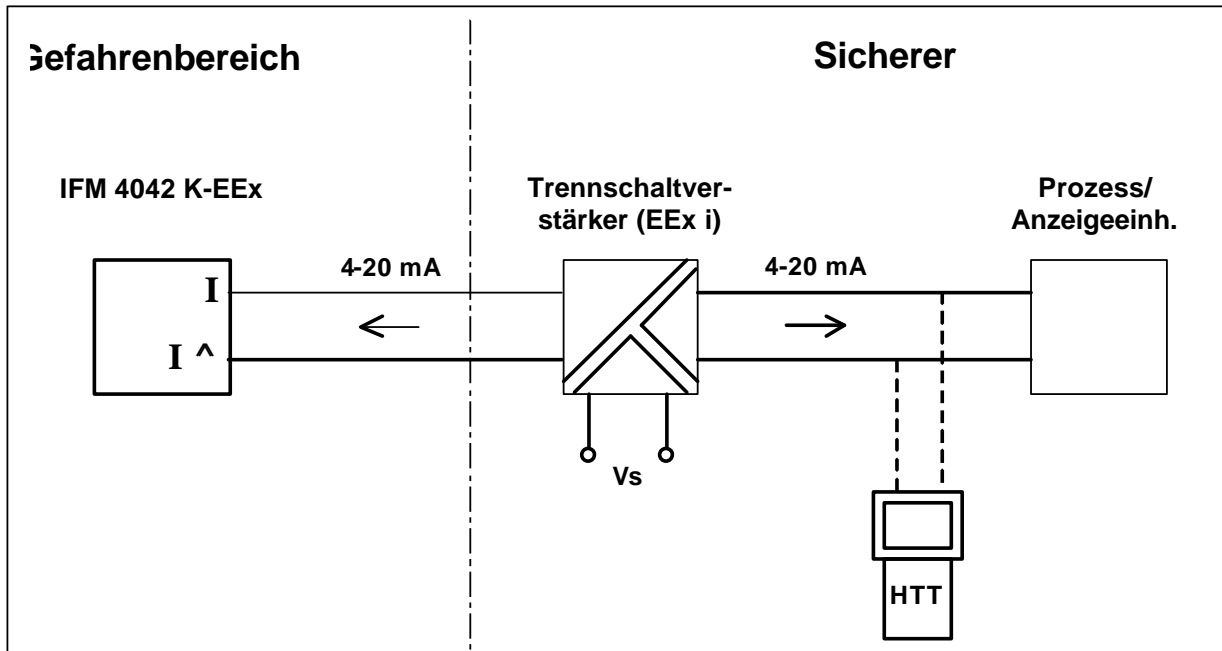 Gefahrenbereich
Sicherer
IFM 4042 K-EEx
Trennschaltver-
stärker (EEx i)
Prozess/
Anzeigeeinh.
4-20 mA
4-20 mA
I
I ^
Vs
HTT